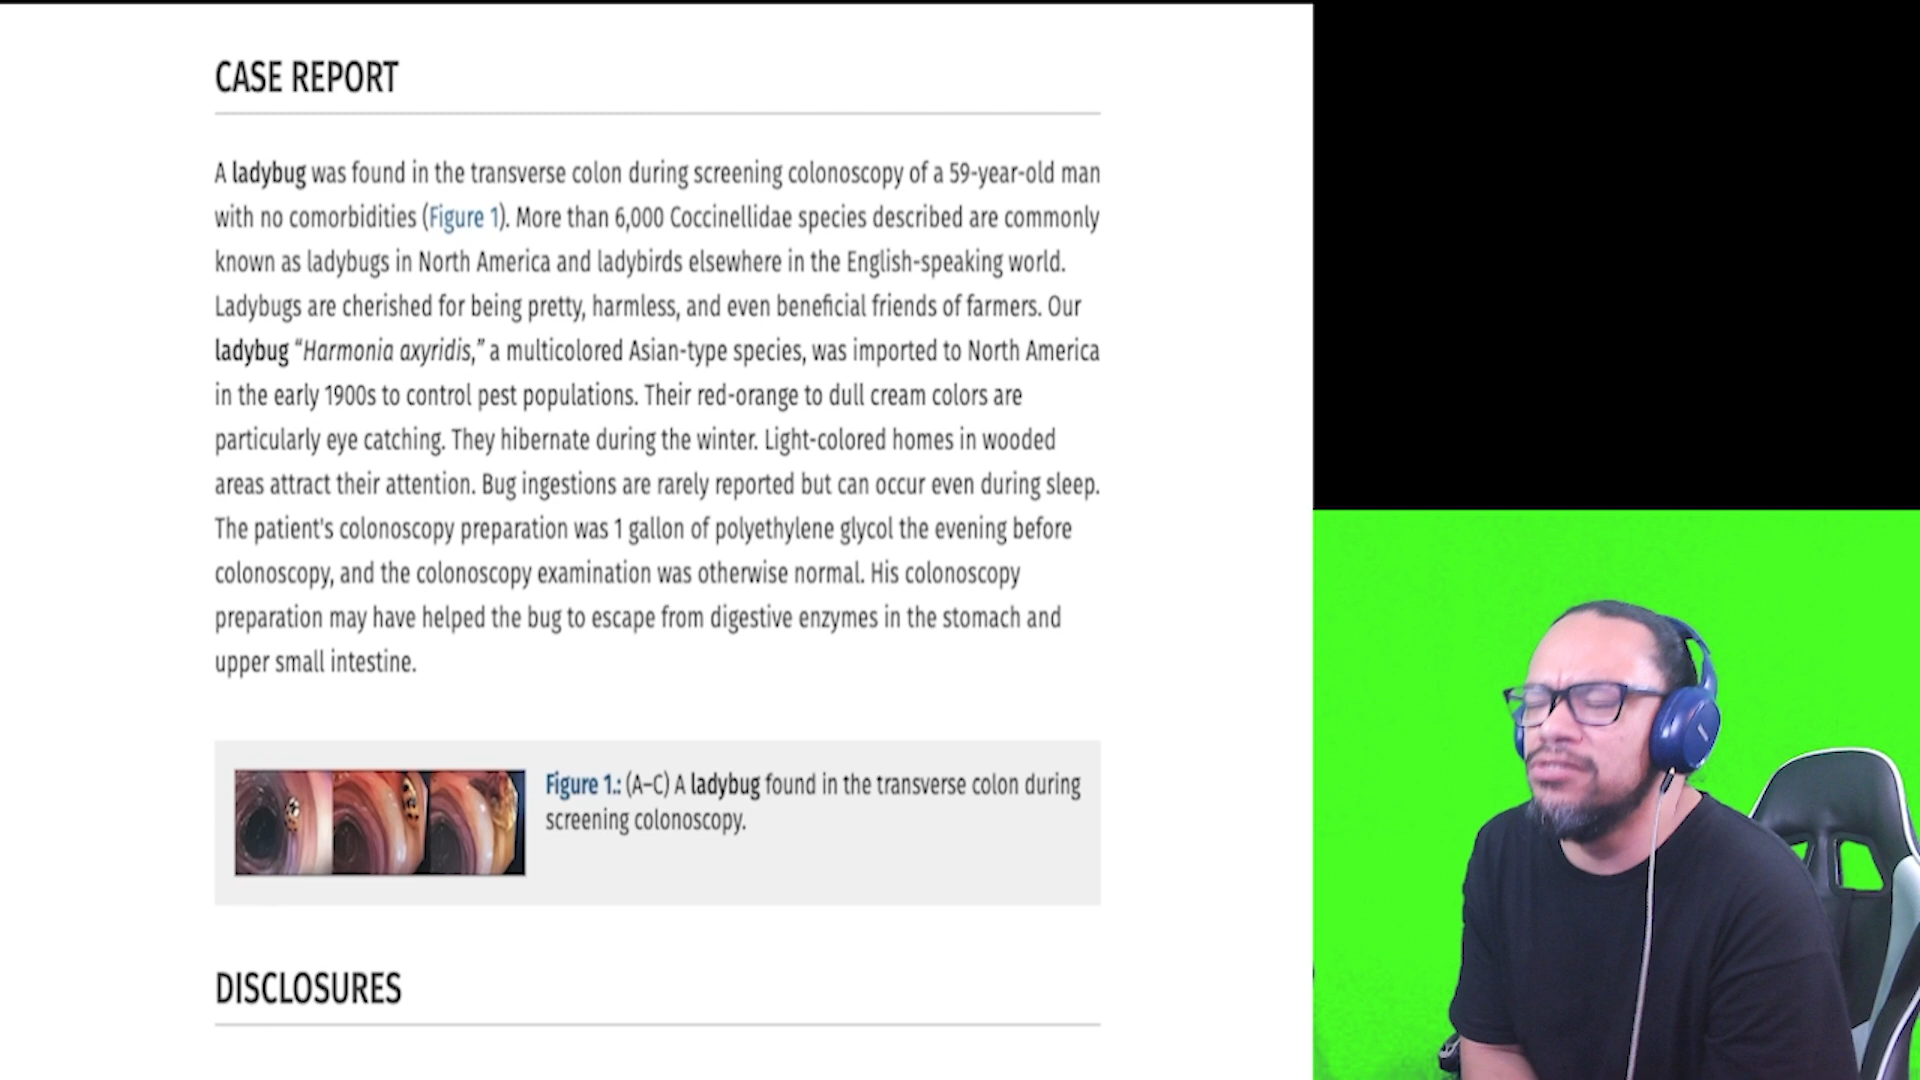 CASE REPORT
A ladybug was found in the transverse colon during screening colonoscopy of a 59-year-old man
with no comorbidities (Figure 1). More than 6,000 Coccinellidae species described are commonly
known as ladybugs in North America and ladybirds elsewhere in the English-speaking world.
Ladybugs are cherished for being pretty, harmless, and even beneficial friends of farmers. Our
ladybug “Harmonia axyridis,” a multicolored Asian-type species, was imported to North America
in the early 1900s to control pest populations. Their red-orange to dull cream colors are
particularly eye catching. They hibernate during the winter. Light-colored homes in wooded
areas attract their attention. Bug ingestions are rarely reported but can occur even during sleep.
The patient's colonoscopy preparation was 1 gallon of polyethylene glycol the evening before
colonoscopy, and the colonoscopy examination was otherwise normal. His colonoscopy
preparation may have helped the bug to escape from digestive enzymes in the stomach and
upper small intestine.
Figure 1.: (A–C) A ladybug found in the transverse colon during
screening colonoscopy.
DISCLOSURES